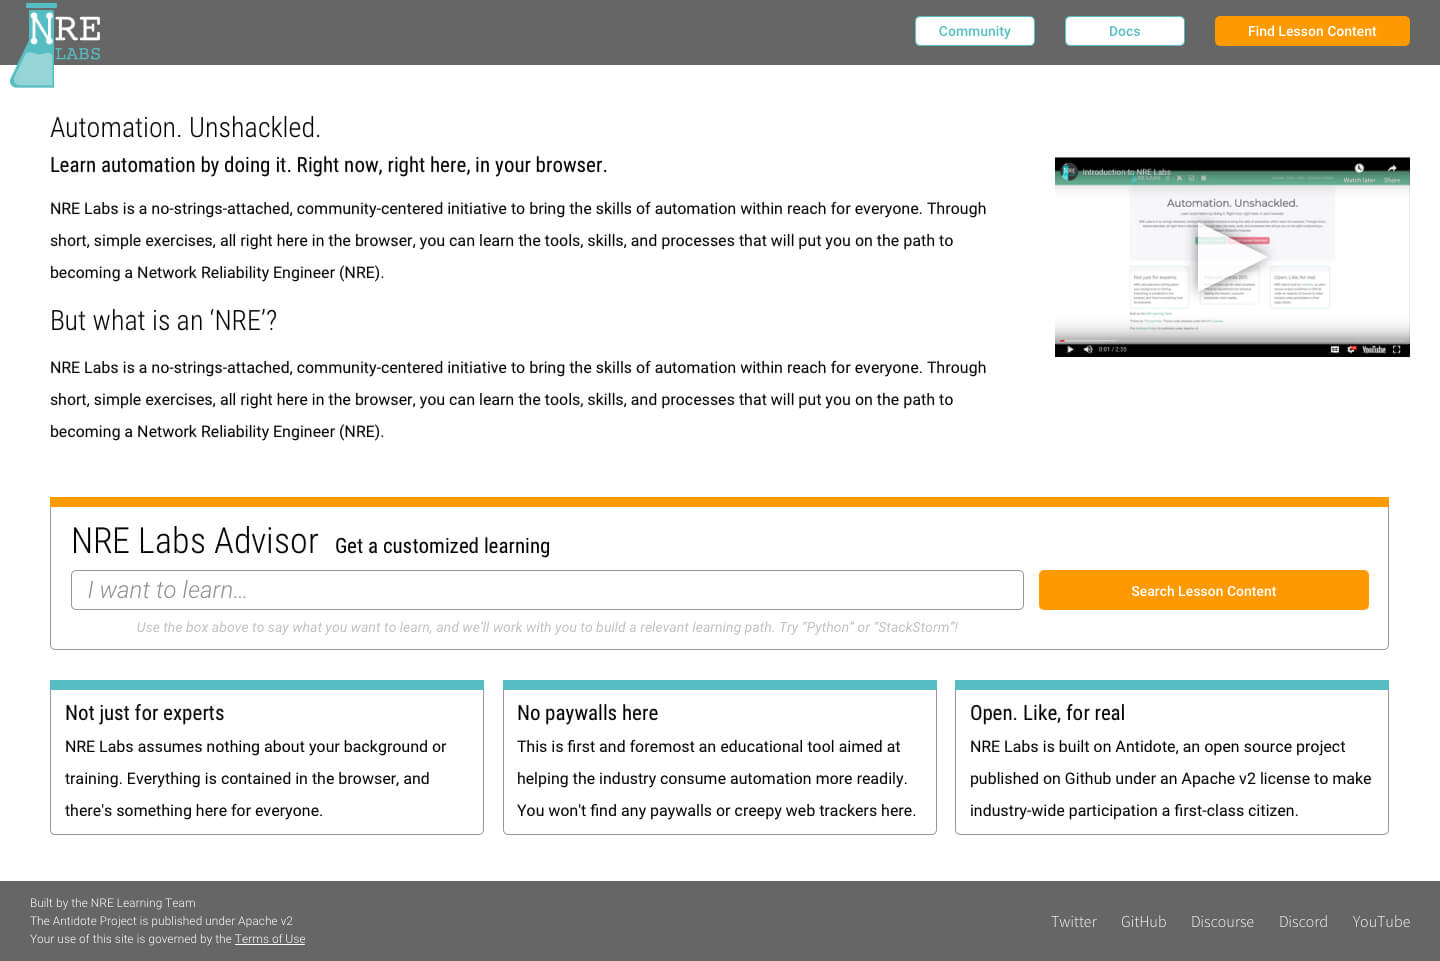 NRE
LABS
Community
Docs
Find Lesson Content
Automation. Unshackled.
Learn automation by doing it. Right now, right here, in your browser.
NRE Labs is a no-strings-attached, community-centered initiative to bring the skills of automation within reach for everyone. Through
short, simple exercises, all right here in the browser, you can learn the tools, skills, and processes that will put you on the path to
becoming a Network Reliability Engineer (NRE).
Introduction to NRE Labs
Watch later
Share
Automation. Unshackled.
Not just for experts
Open. Like, for real.
0:01 / 2:35
YouTube
But what is an ‘NRE’?
NRE Labs is a no-strings-attached, community-centered initiative to bring the skills of automation within reach for everyone. Through
short, simple exercises, all right here in the browser, you can learn the tools, skills, and processes that will put you on the path to
becoming a Network Reliability Engineer (NRE).
NRE Labs Advisor Get a customized learning
I want to learn...
Search Lesson Content
Use the box above to say what you want to learn, and we’ll work with you to build a relevant learning path. Try “Python” or “StackStorm”!
Not just for experts
NRE Labs assumes nothing about your background or
training. Everything is contained in the browser, and
there's something here for everyone.
No paywalls here
This is first and foremost an educational tool aimed at
helping the industry consume automation more readily.
You won't find any paywalls or creepy web trackers here.
Open. Like, for real
NRE Labs is built on Antidote, an open source project
published on Github under an Apache v2 license to make
industry-wide participation a first-class citizen.
Built by the NRE Learning Team
The Antidote Project is published under Apache v2
Your use of this site is governed by the Terms of Use
Twitter GitHub Discourse Discord YouTube